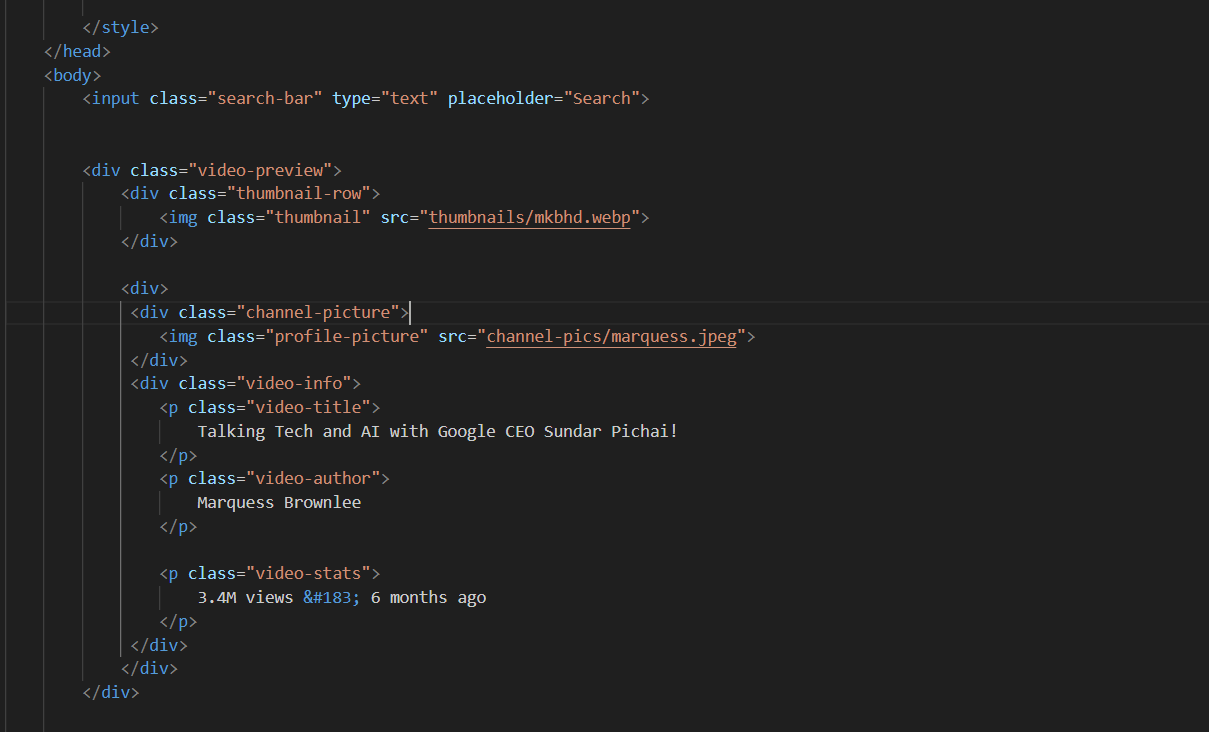 </style>
</head>
<body>
<input class="search-bar" type="text" placeholder="Search">
<div class="video-preview">
<div class="thumbnail-row">
<img class="thumbnail" src="thumbnails/mkbhd.webp">
</div>
<div>
<div class="channel-picture">
<img class="profile-picture" src="channel-pics/marquess.jpeg">
</div>
<div class="video-info">
<p class="video-title">
Talking Tech and AI with Google CEO Sundar Pichai!
</p>
<p class="video-author">
Marquess Brownlee
</p>
<p class="video-stats">
3.4M views &#183; 6 months ago
</p>
</div>
</div>
</div>